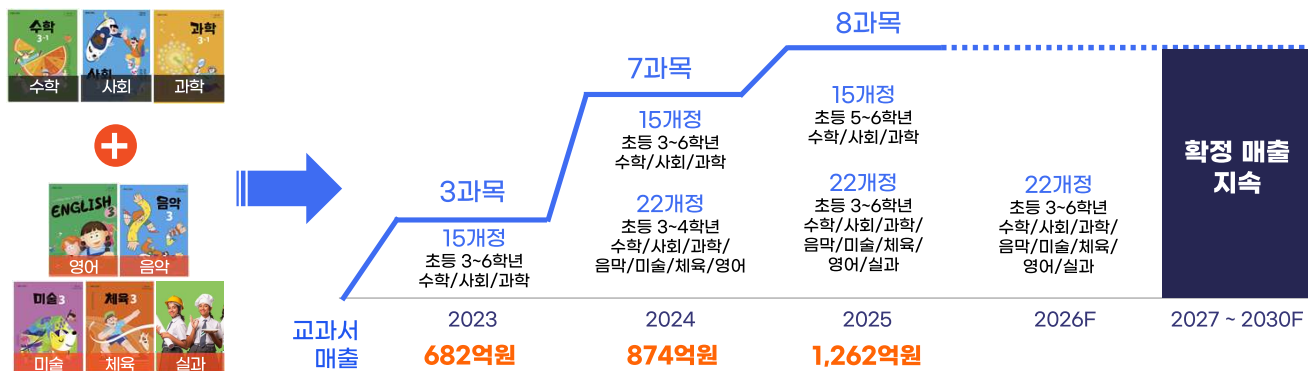 수학
3-1
수학
사회
사회
과학
3-1
과학
ENGLISH 3
영어
음악
3
음악
미술 3
미술
체육 3
체육
실과
3과목
15개정
초등 3~6학년
수학/사회/과학
7과목
15개정
초등 3~6학년
수학/사회/과학
22개정
초등 3~4학년
수학/사회/과학/
음막/미술/체육/영어
8과목
15개정
초등 5~6학년
수학/사회/과학
22개정
초등 3~6학년
수학/사회/과학/
음막/미술/체육/
영어/실과
22개정
초등 3~6학년
수학/사회/과학/
음막/미술/체육/
영어/실과
확정 매출
지속
교과서
매출
2023
2024
2025
2026F
2027 ~ 2030F
682억원
874억원
1,262억원